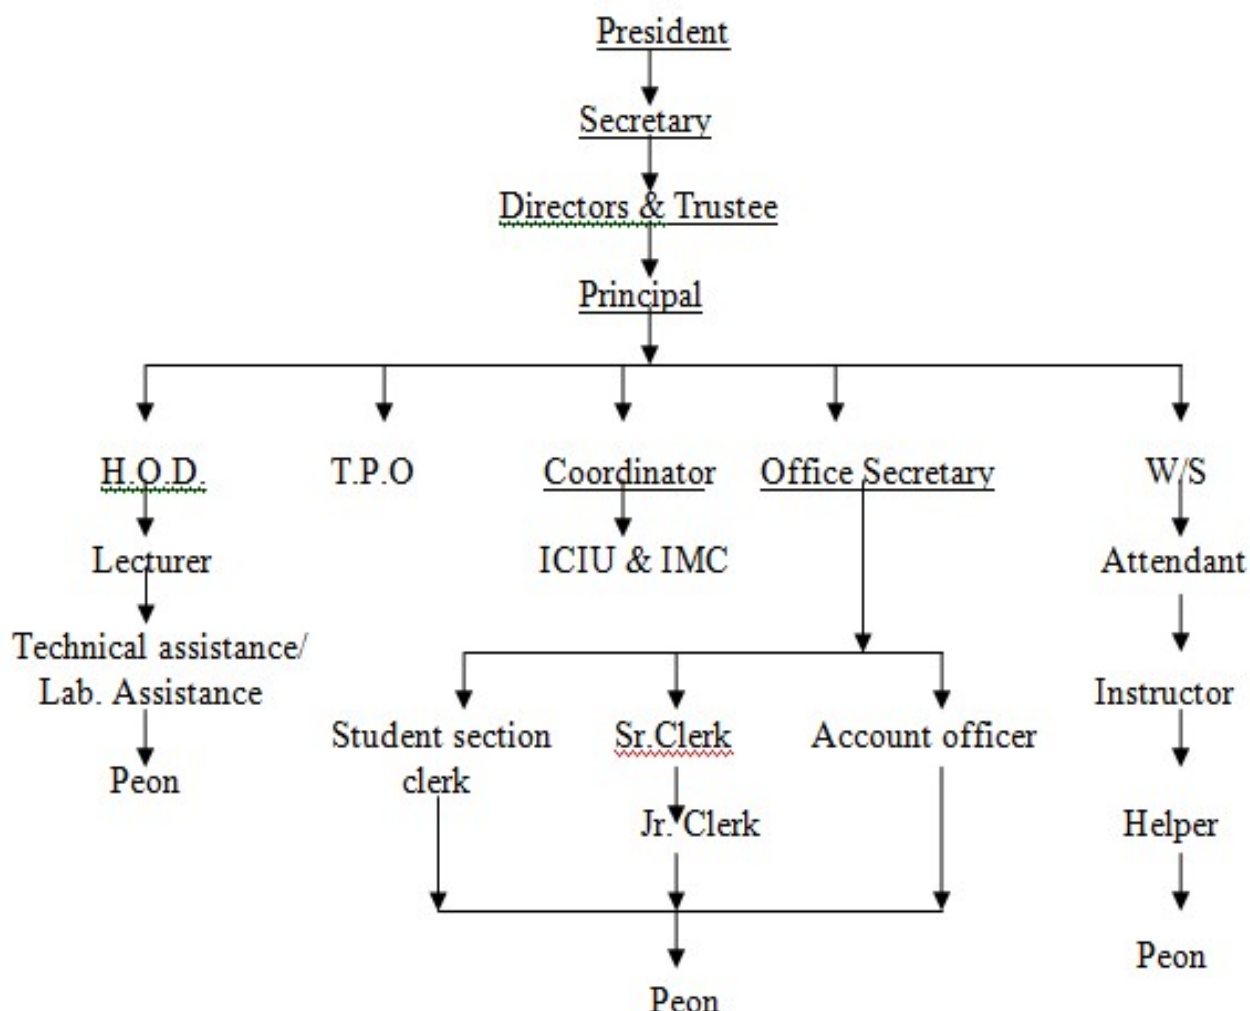 President
Secretary
Directors & Trustee
Principal
H.O.D.
T.P.O
Coordinator
Office Secretary
W/S
Lecturer
ICIU & IMC
Attendant
Technical assistance/
Lab. Assistance
Instructor
Student section
clerk
Sr.Clerk
Account officer
Peon
Jr. Clerk
Helper
Peon
Peon